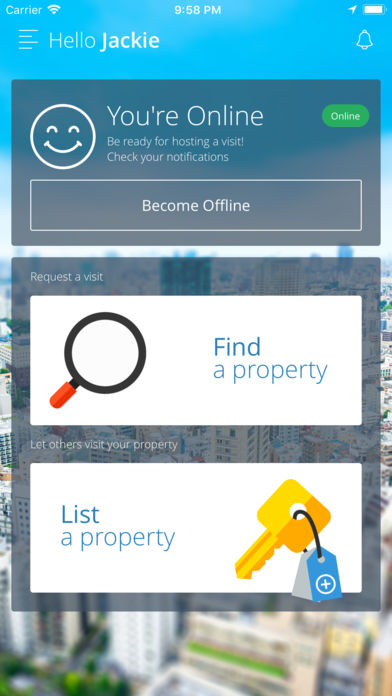 Carrier 9:58 PM
Hello Jackie
You're Online
Online
Be ready for hosting a visit!
Check your notifications
Become Offline
Request a visit
Find
a property
Let others visit your property
List
a property